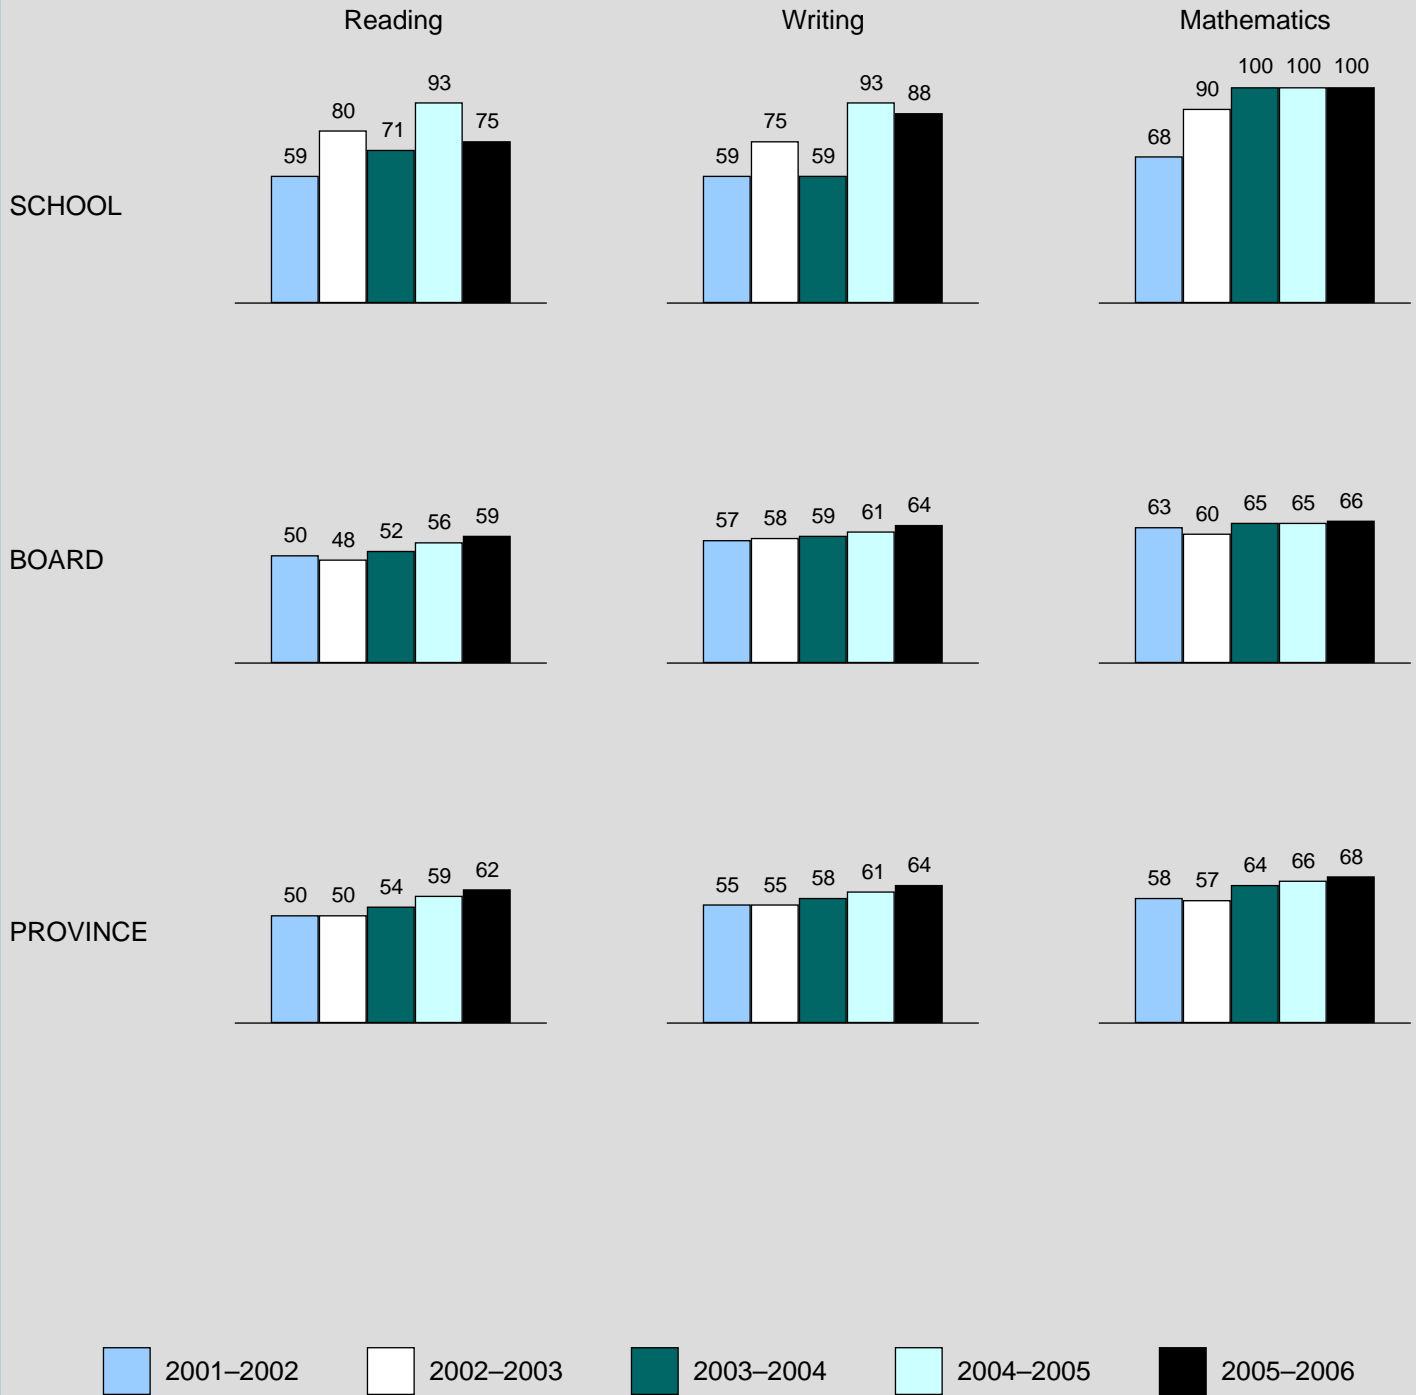 Reading Writing Mathematics
SCHOOL
59 80 71 93 75
59 75 59 93 88
68 90 100 100 100
BOARD
50 48 52 56 59
57 58 59 61 64
63 60 65 65 66
PROVINCE
50 50 54 59 62
55 55 58 61 64
58 57 64 66 68
2001–2002 2002–2003 2003–2004 2004–2005 2005–2006